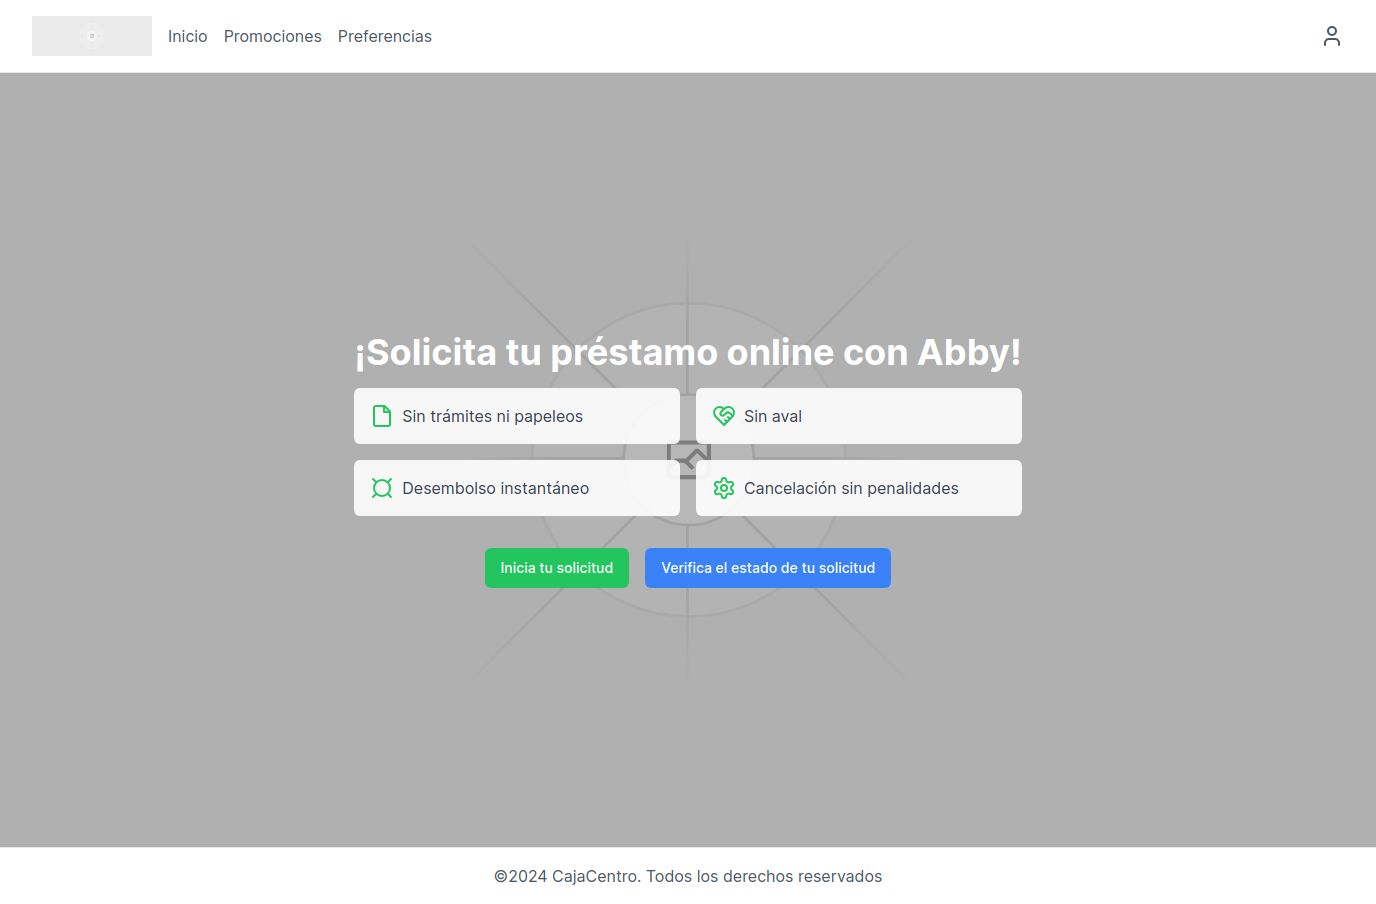 Inicio Promociones Preferencias
¡Solicita tu préstamo online con Abby!
Sin trámites ni papeleos
Sin aval
Desembolso instantáneo
Cancelación sin penalidades
Inicia tu solicitud
Verifica el estado de tu solicitud
©2024 CajaCentro. Todos los derechos reservados